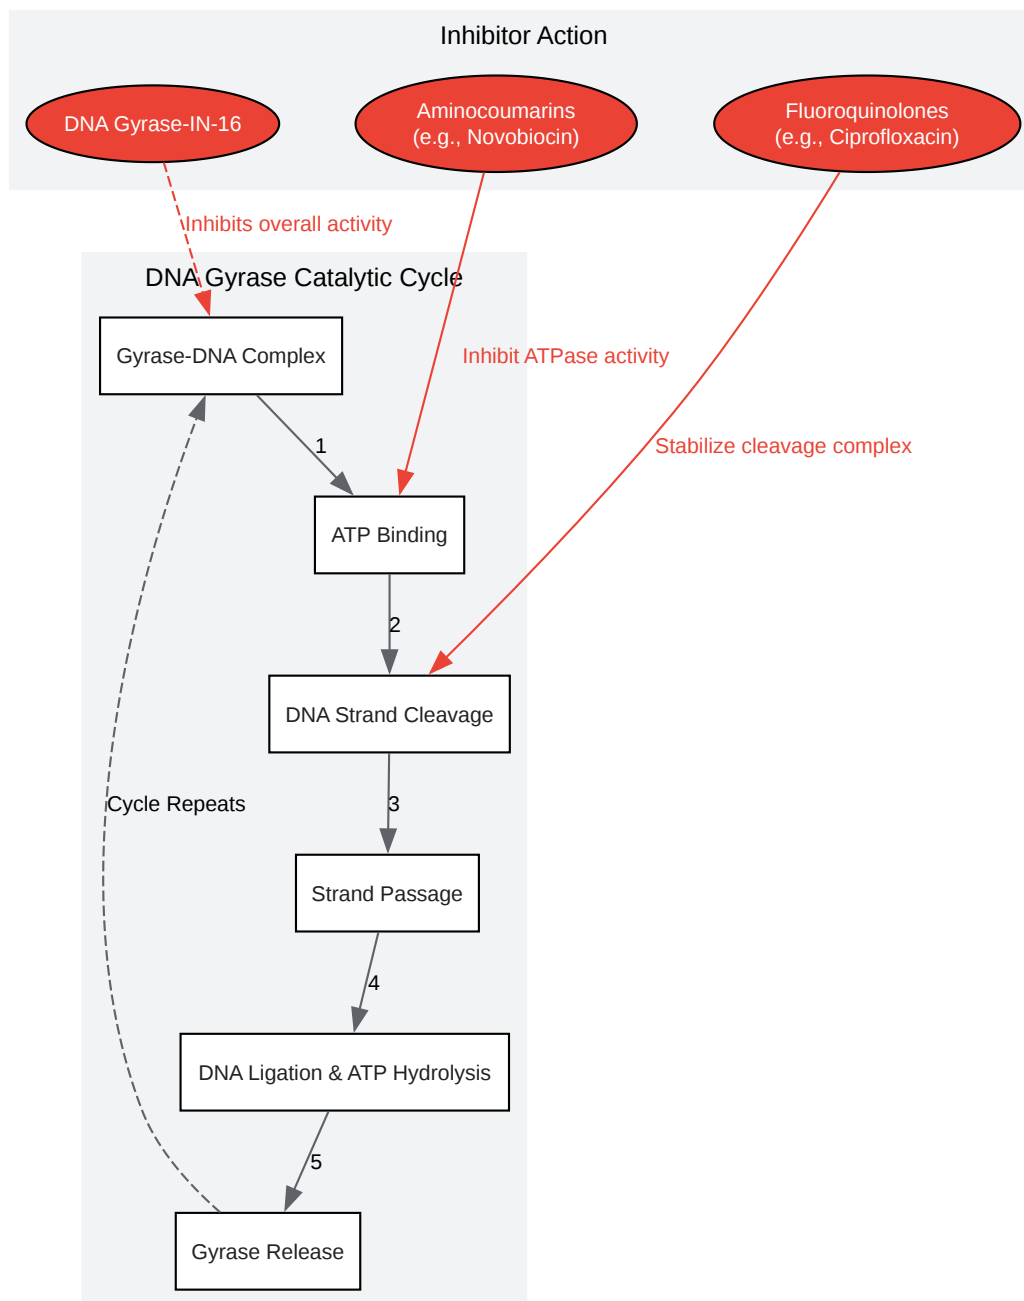 Inhibitor Action
DNA Gyrase-IN-16
Aminocoumarins
(e.g., Novobiocin)
Fluoroquinolones
(e.g., Ciprofloxacin)
Inhibits overall activity
DNA Gyrase Catalytic Cycle
Gyrase-DNA Complex
Inhibit ATPase activity
1
Stabilize cleavage complex
ATP Binding
2
DNA Strand Cleavage
Cycle Repeats
3
Strand Passage
4
DNA Ligation & ATP Hydrolysis
5
Gyrase Release